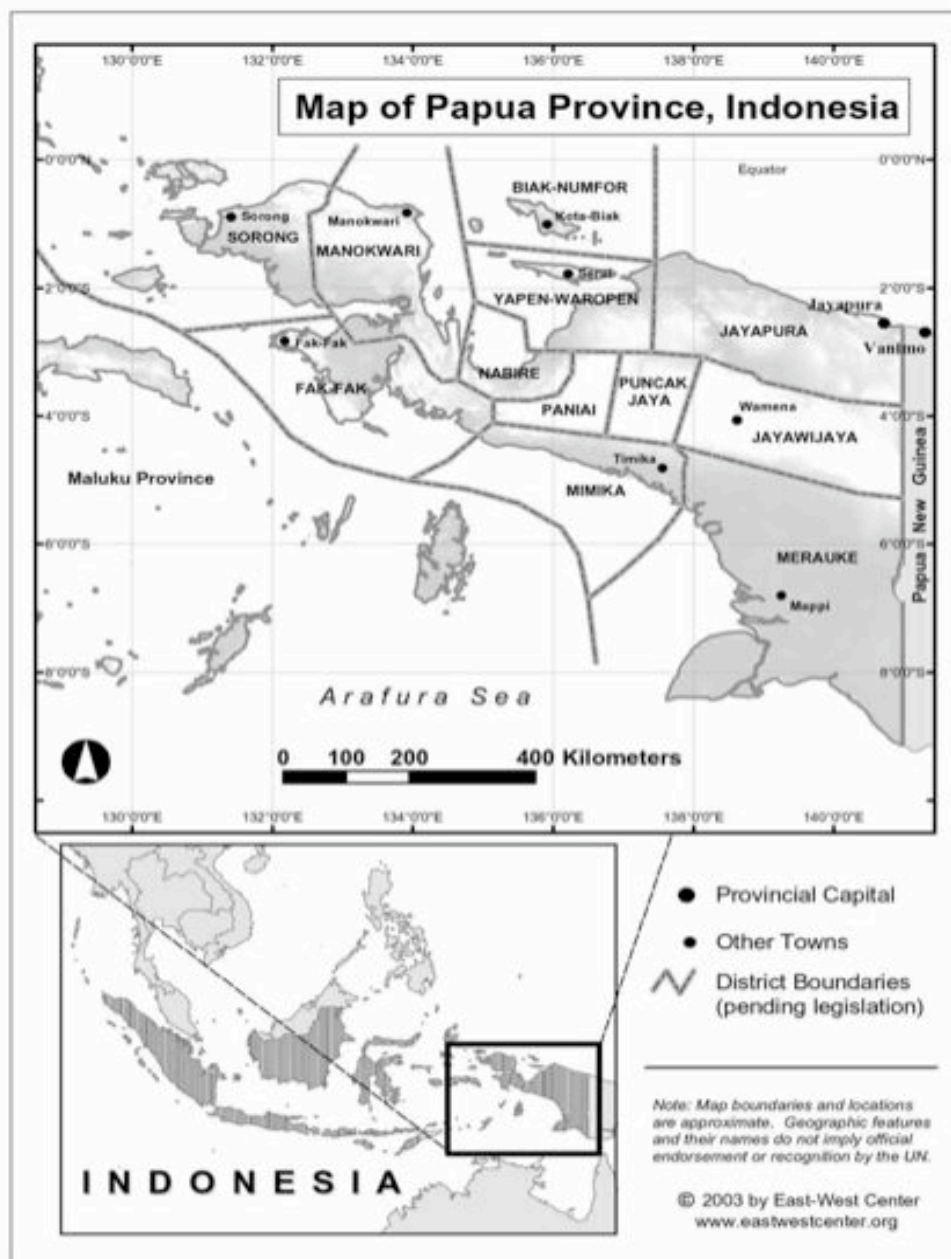 130°0'0"E 132°0'0"E 134°0'0"E 136°0'0"E 138°0'0"E 140°0'0"E
Map of Papua Province, Indonesia
0°0'0"N 0°0'0"N
Equator
BIAK-NUMFOR
Kota-Biak
Sorong
SORONG
Manokwari
MANOKWARI
Serui
2°0'0"S 2°0'0"S
YAPEN-WAROPEN
Jayapura
JAYAPURA
Vanimo
Fak-Fak
FAK-FAK
NABIRE
PANIAI
PUNCAK
JAYA
4°0'0"S 4°0'0"S
Wamena
JAYAWIJAYA
Timika
MIMIKA
Maluku Province
Papua New Guinea
6°0'0"S 6°0'0"S
MERAUKE
Mappi
8°0'0"S 8°0'0"S
Arafura Sea
0 100 200 400 Kilometers
130°0'0"E 132°0'0"E 134°0'0"E 136°0'0"E 138°0'0"E 140°0'0"E
Provincial Capital
Other Towns
District Boundaries
(pending legislation)
INDONESIA
Note: Map boundaries and locations
are approximate. Geographic features
and their names do not imply official
endorsement or recognition by the UN.
© 2003 by East-West Center
www.eastwestcenter.org